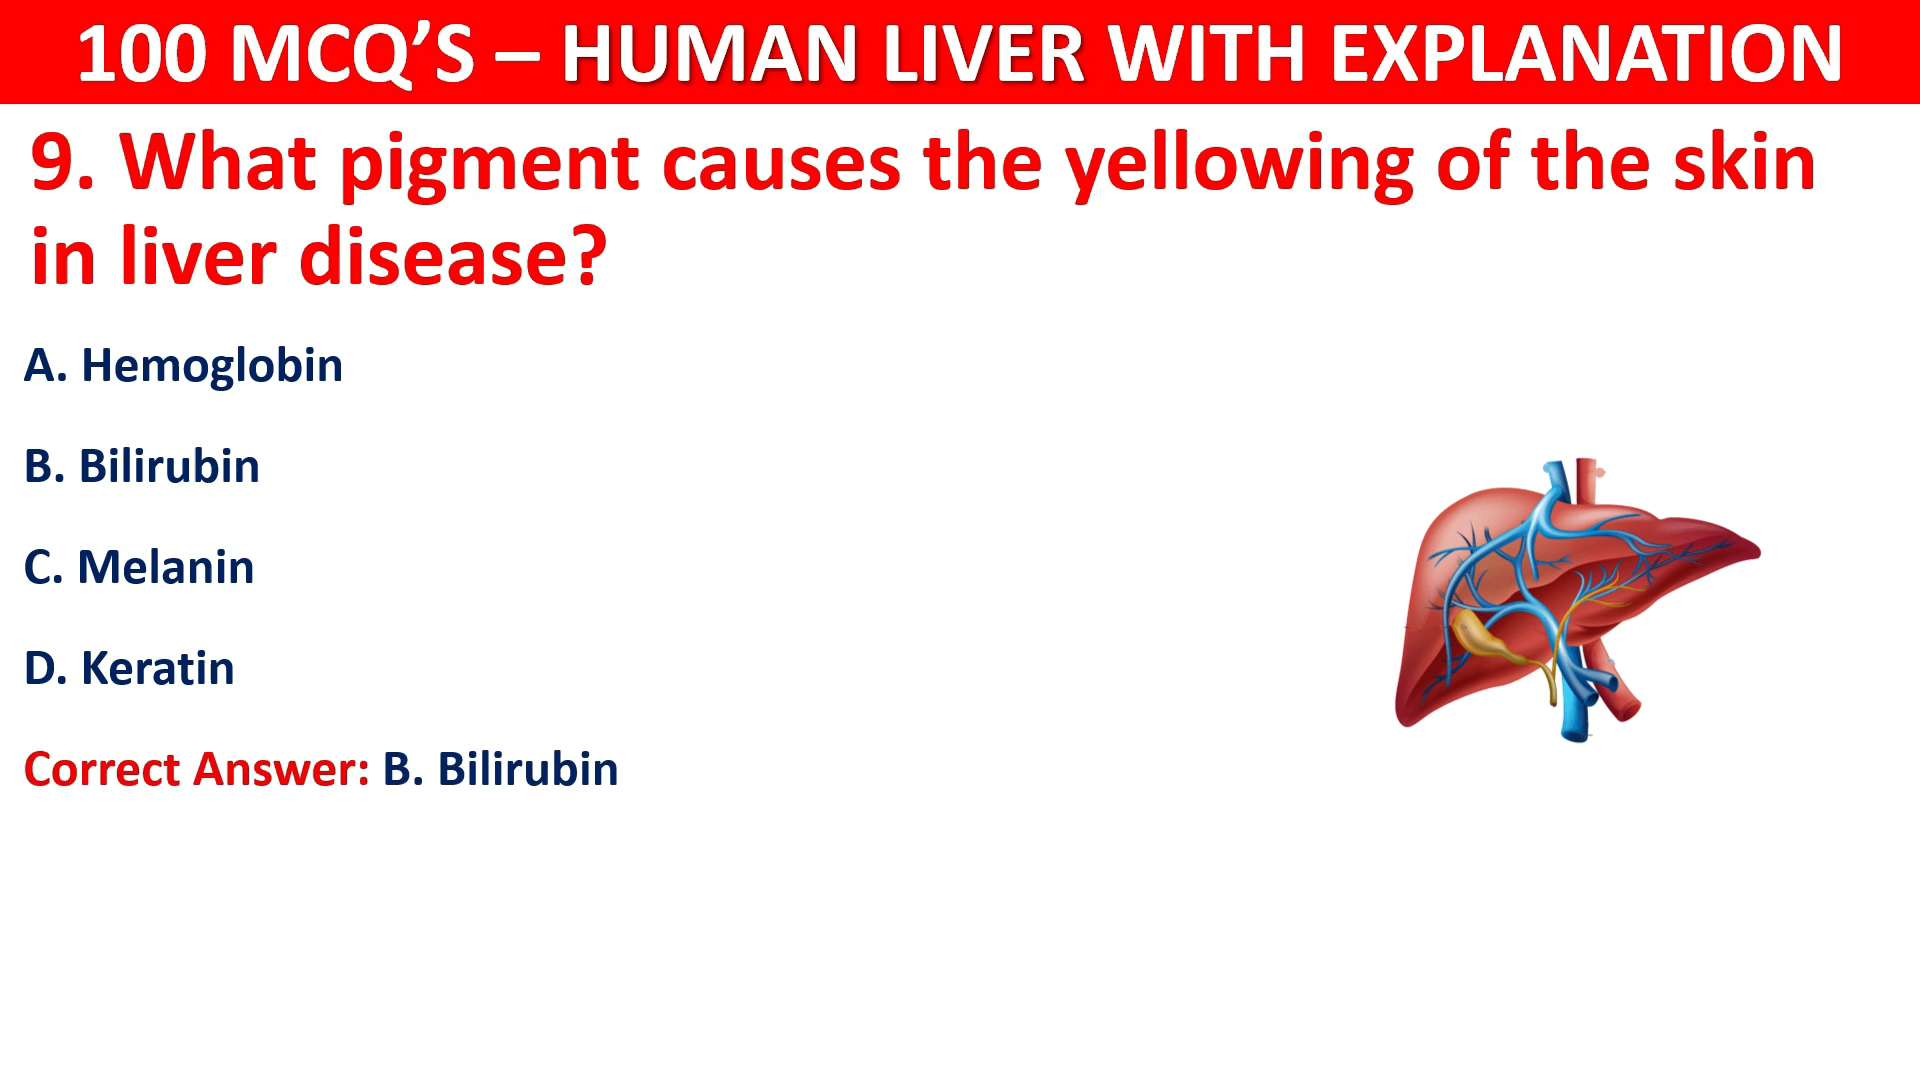 100 MCQ’S – HUMAN LIVER WITH EXPLANATION
9. What pigment causes the yellowing of the skin
in liver disease?
A. Hemoglobin
B. Bilirubin
C. Melanin
D. Keratin
Correct Answer: B. Bilirubin